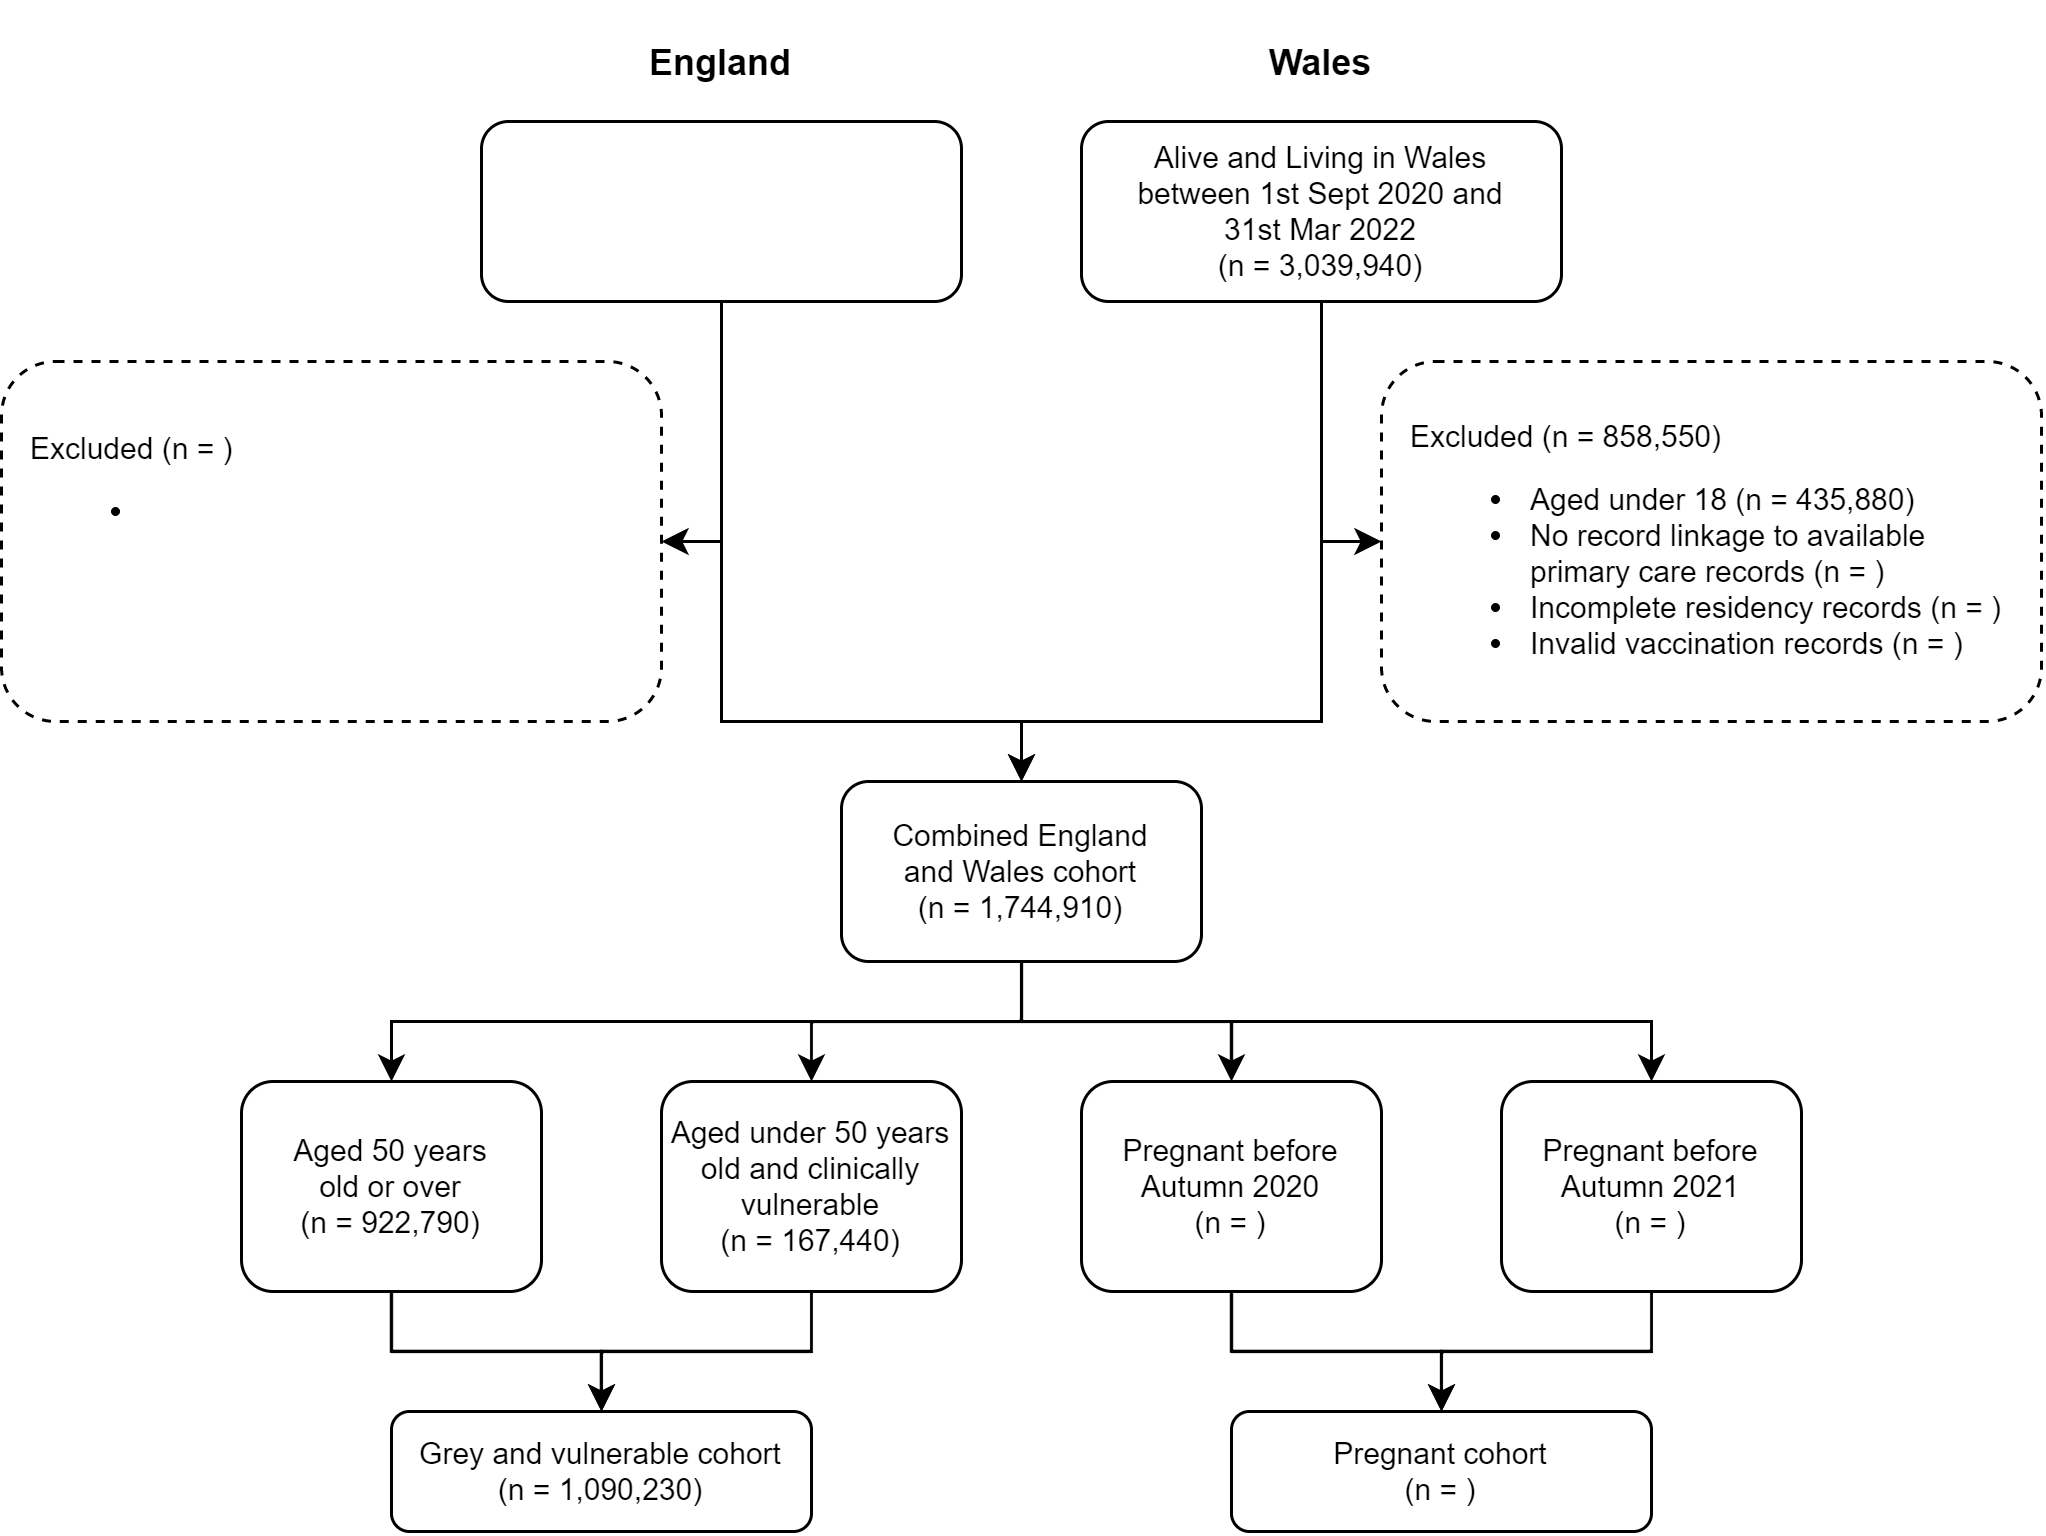 England
Wales
Alive and Living in Wales
between 1st Sept 2020 and
31st Mar 2022
(n = 3,039,940)
Excluded (n = )
•
Excluded (n = 858,550)
• Aged under 18 (n = 435,880)
• No record linkage to available
primary care records (n = )
• Incomplete residency records (n = )
• Invalid vaccination records (n = )
Combined England
and Wales cohort
(n = 1,744,910)
Aged 50 years
old or over
(n = 922,790)
Aged under 50 years
old and clinically
vulnerable
(n = 167,440)
Pregnant before
Autumn 2020
(n = )
Pregnant before
Autumn 2021
(n = )
Grey and vulnerable cohort
(n = 1,090,230)
Pregnant cohort
(n = )